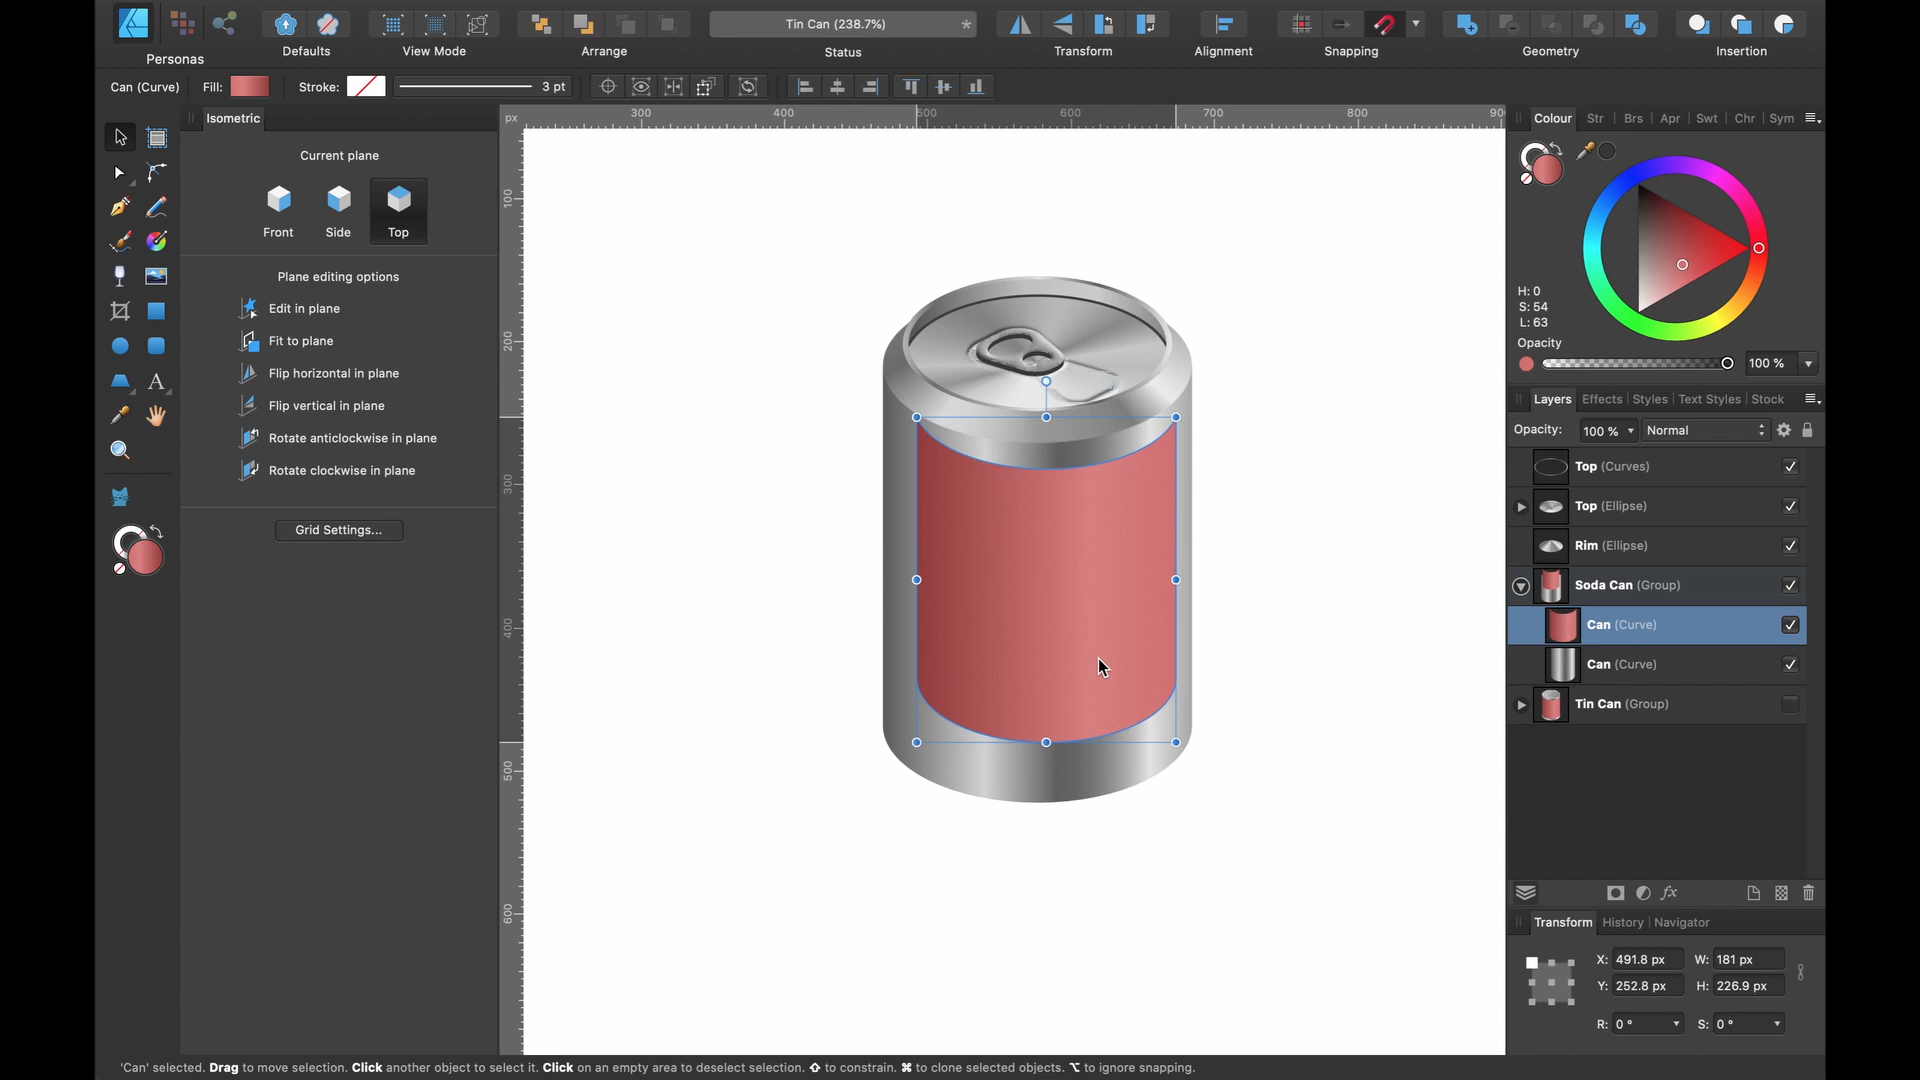 Tin Can (238.7%)
*
Personas
Defaults
View Mode
Arrange
Status
Transform
Alignment
Snapping
Geometry
Insertion
Can (Curve)
Fill:
Stroke:
3 pt
Isometric
Current plane
Front
Side
Top
Plane editing options
Edit in plane
Fit to plane
Flip horizontal in plane
Flip vertical in plane
Rotate anticlockwise in plane
Rotate clockwise in plane
Grid Settings...
px
300
400
500
600
700
800
90
100
200
300
400
500
600
Colour
Str
Brs
Apr
Swt
Chr
Sym
H: 0
S: 54
L: 63
Opacity
100 %
Layers
Effects
Styles
Text Styles
Stock
Opacity:
100 %
Normal
Top (Curves)
Top (Ellipse)
Rim (Ellipse)
Soda Can (Group)
Can (Curve)
Can (Curve)
Tin Can (Group)
fx
Transform
History
Navigator
X: 491.8 px
W: 181 px
Y: 252.8 px
H: 226.9 px
R: 0 °
S: 0 °
'Can' selected. Drag to move selection. Click another object to select it. Click on an empty area to deselect selection. ⇧ to constrain. ⌘ to clone selected objects. ⌥ to ignore snapping.